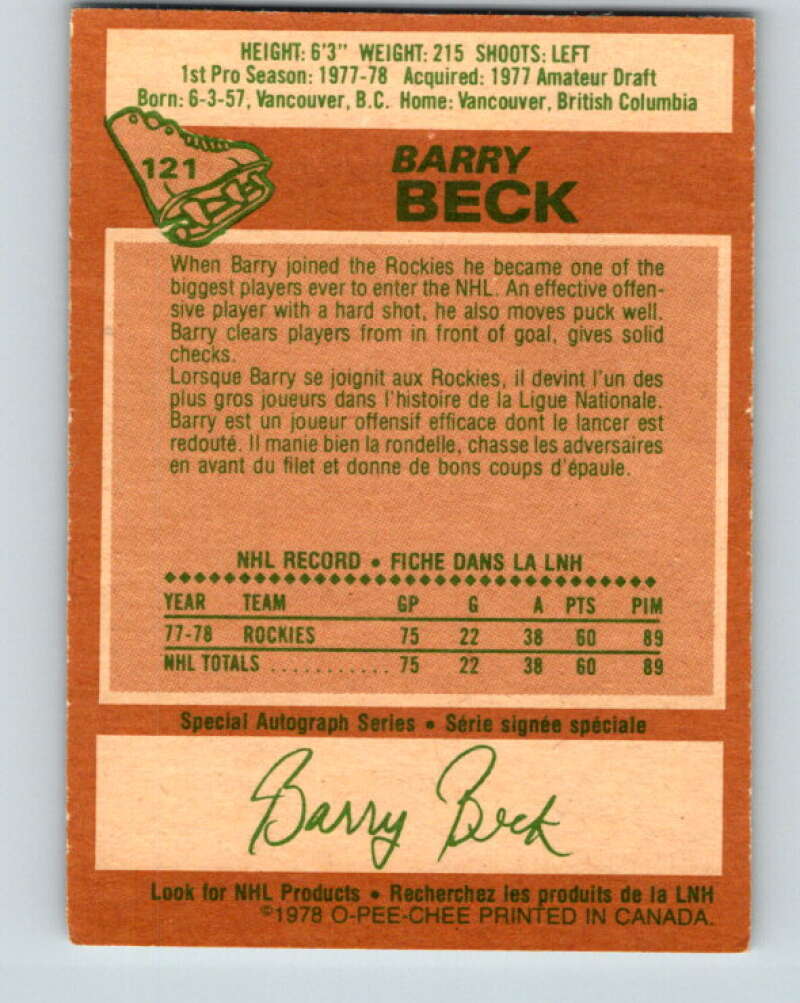 HEIGHT: 6'3" WEIGHT: 215 SHOOTS: LEFT
1st Pro Season: 1977-78 Acquired: 1977 Amateur Draft
Born: 6-3-57, Vancouver, B.C. Home: Vancouver, British Columbia
121
BARRY
BECK
When Barry joined the Rockies he became one of the
biggest players ever to enter the NHL. An effective offen-
sive player with a hard shot, he also moves puck well.
Barry clears players from in front of goal, gives solid
checks.
Lorsque Barry se joignit aux Rockies, il devint l'un des
plus gros joueurs dans l'histoire de la Ligue Nationale.
Barry est un joueur offensif efficace dont le lancer est
redouté. Il manie bien la rondelle, chasse les adversaires
en avant du filet et donne de bons coups d'épaule.
NHL RECORD • FICHE DANS LA LNH
YEAR TEAM GP G A PTS PIM
77-78 ROCKIES 75 22 38 60 89
NHL TOTALS ............ 75 22 38 60 89
Special Autograph Series • Série signée spéciale
Barry Beck
Look for NHL Products • Recherchez les produits de la LNH
©1978 O-PEE-CHEE PRINTED IN CANADA.